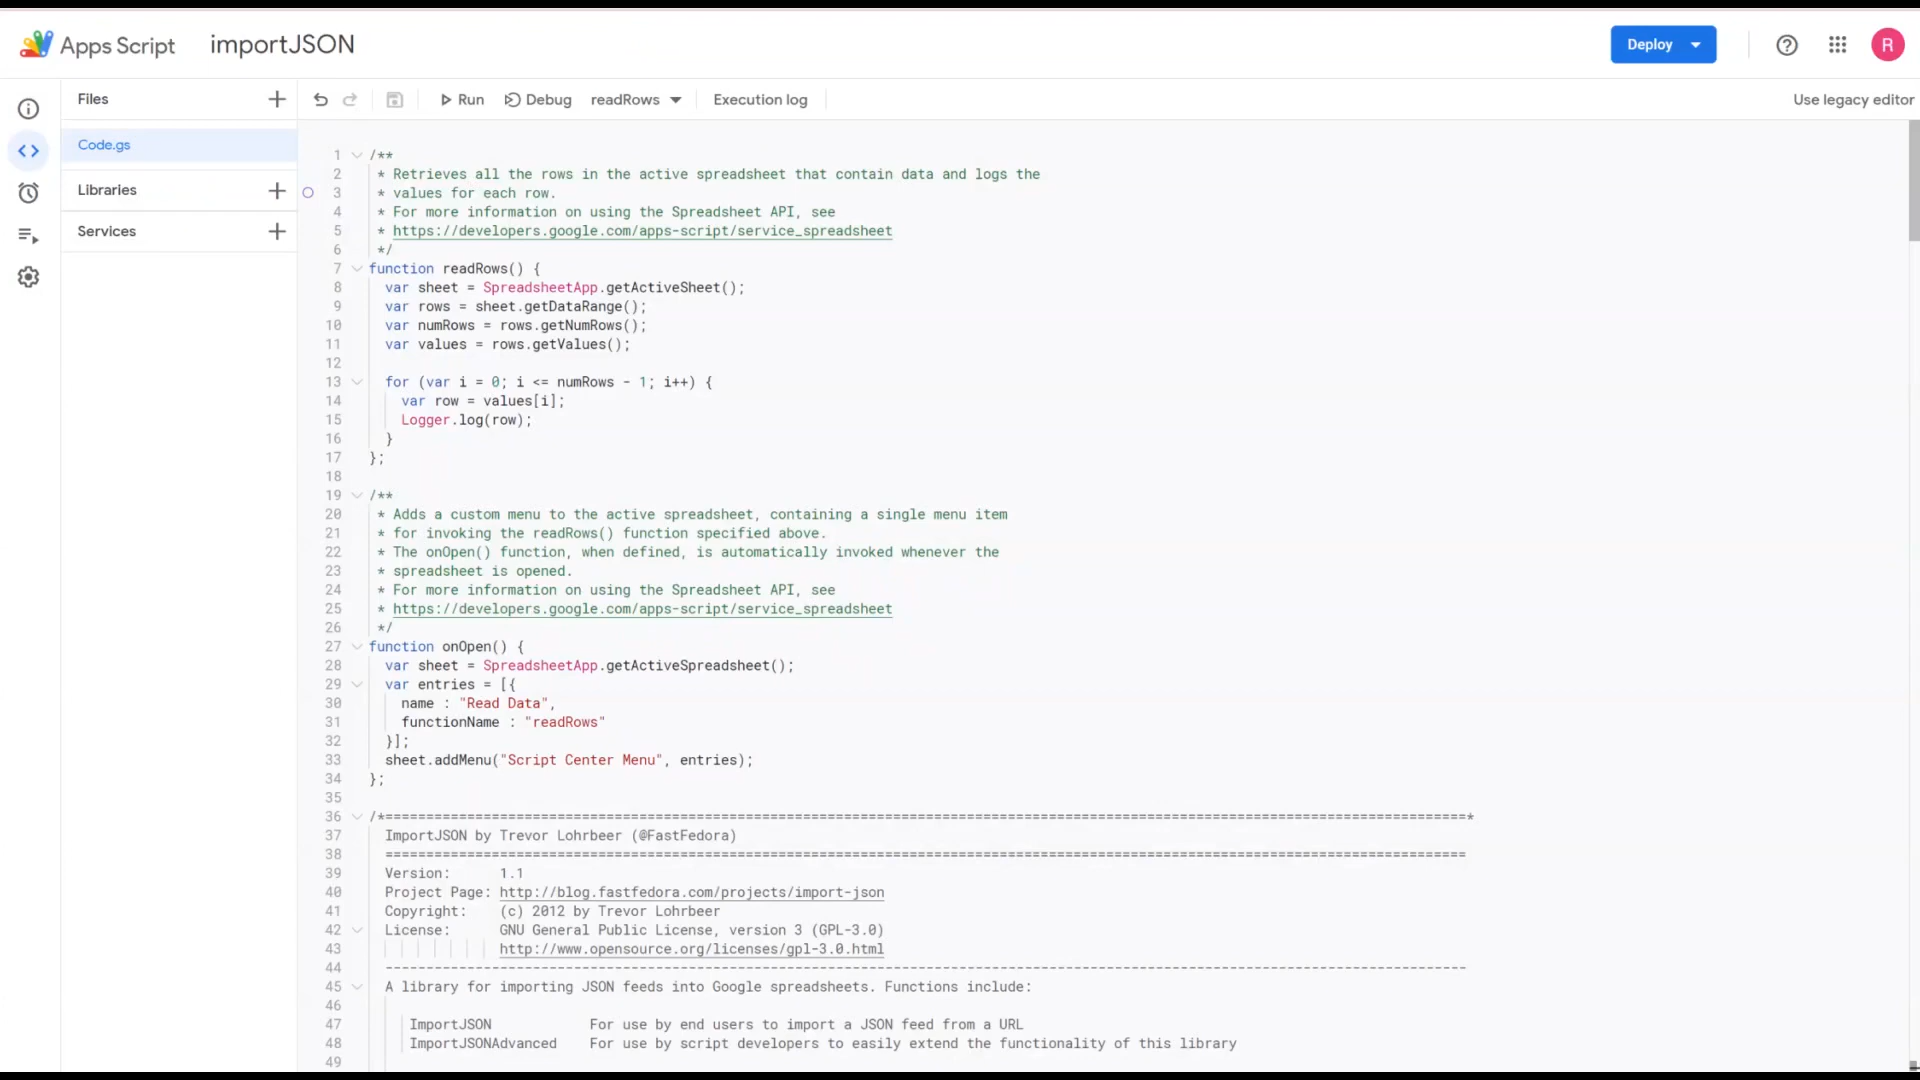 Apps Script importJSON Deploy R
Files Run Debug readRows Execution log Use legacy editor
Code.gs
Libraries
Services
1 /**
2 * Retrieves all the rows in the active spreadsheet that contain data and logs the
3 * values for each row.
4 * For more information on using the Spreadsheet API, see
5 * https://developers.google.com/apps-script/service_spreadsheet
6 */
7 function readRows() {
8 var sheet = SpreadsheetApp.getActiveSheet();
9 var rows = sheet.getDataRange();
10 var numRows = rows.getNumRows();
11 var values = rows.getValues();
12
13 for (var i = 0; i <= numRows - 1; i++) {
14 var row = values[i];
15 Logger.log(row);
16 }
17 };
18
19 /**
20 * Adds a custom menu to the active spreadsheet, containing a single menu item
21 * for invoking the readRows() function specified above.
22 * The onOpen() function, when defined, is automatically invoked whenever the
23 * spreadsheet is opened.
24 * For more information on using the Spreadsheet API, see
25 * https://developers.google.com/apps-script/service_spreadsheet
26 */
27 function onOpen() {
28 var sheet = SpreadsheetApp.getActiveSpreadsheet();
29 var entries = [{
30 name : "Read Data",
31 functionName : "readRows"
32 }];
33 sheet.addMenu("Script Center Menu", entries);
34 };
35
36 /*====================================================================================================================================*
37 ImportJSON by Trevor Lohrbeer (@FastFedora)
38 ====================================================================================================================================
39 Version: 1.1
40 Project Page: http://blog.fastfedora.com/projects/import-json
41 Copyright: (c) 2012 by Trevor Lohrbeer
42 License: GNU General Public License, version 3 (GPL-3.0)
43 http://www.opensource.org/licenses/gpl-3.0.html
44 ------------------------------------------------------------------------------------------------------------------------------------
45 A library for importing JSON feeds into Google spreadsheets. Functions include:
46
47 ImportJSON For use by end users to import a JSON feed from a URL
48 ImportJSONAdvanced For use by script developers to easily extend the functionality of this library
49